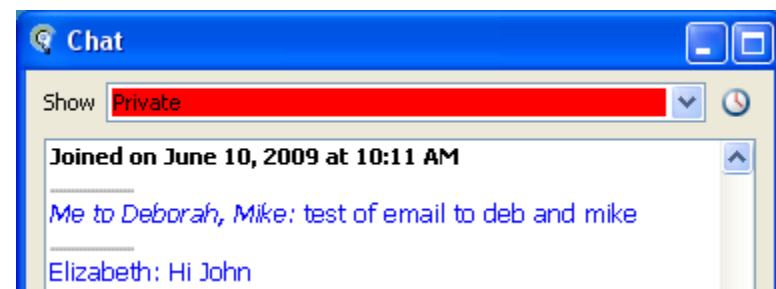 Chat
Show Private
Joined on June 10, 2009 at 10:11 AM
Me to Deborah, Mike: test of email to deb and mike
Elizabeth: Hi John